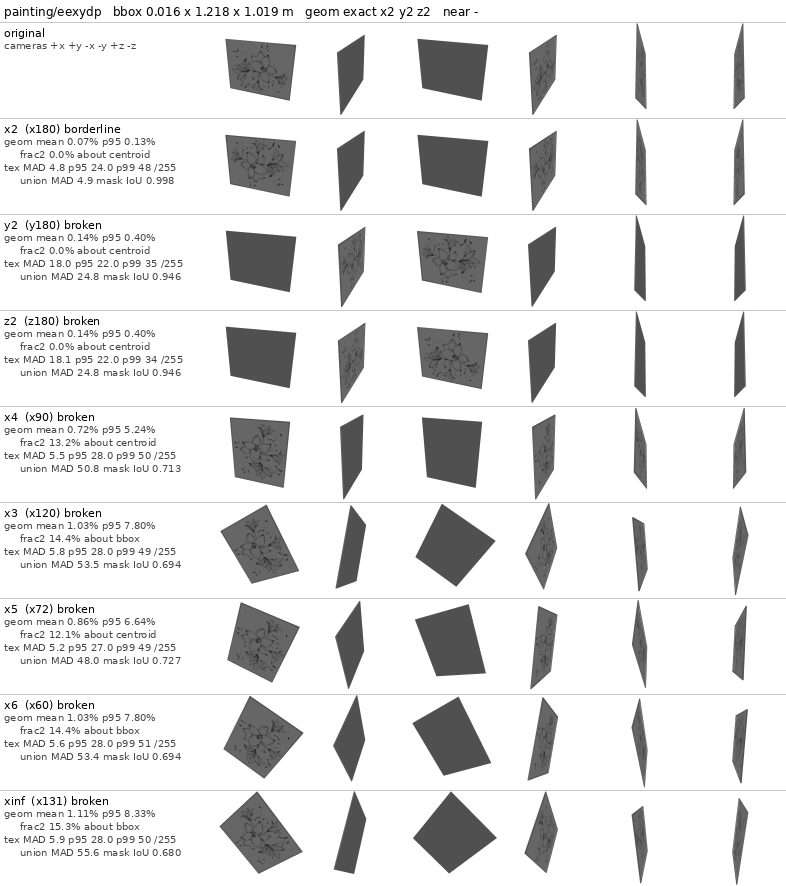 painting/eexydp bbox 0.016 x 1.218 x 1.019 m geom exact x2 y2 z2 near -
original
cameras +x +y -x -y +z -z
x2 (x180) borderline
geom mean 0.07% p95 0.13%
frac2 0.0% about centroid
tex MAD 4.8 p95 24.0 p99 48 /255
union MAD 4.9 mask IoU 0.998
y2 (y180) broken
geom mean 0.14% p95 0.40%
frac2 0.0% about centroid
tex MAD 18.0 p95 22.0 p99 35 /255
union MAD 24.8 mask IoU 0.946
z2 (z180) broken
geom mean 0.14% p95 0.40%
frac2 0.0% about centroid
tex MAD 18.1 p95 22.0 p99 34 /255
union MAD 24.8 mask IoU 0.946
x4 (x90) broken
geom mean 0.72% p95 5.24%
frac2 13.2% about centroid
tex MAD 5.5 p95 28.0 p99 50 /255
union MAD 50.8 mask IoU 0.713
x3 (x120) broken
geom mean 1.03% p95 7.80%
frac2 14.4% about bbox
tex MAD 5.8 p95 28.0 p99 49 /255
union MAD 53.5 mask IoU 0.694
x5 (x72) broken
geom mean 0.86% p95 6.64%
frac2 12.1% about centroid
tex MAD 5.2 p95 27.0 p99 49 /255
union MAD 48.0 mask IoU 0.727
x6 (x60) broken
geom mean 1.03% p95 7.80%
frac2 14.4% about bbox
tex MAD 5.6 p95 28.0 p99 51 /255
union MAD 53.4 mask IoU 0.694
xinf (x131) broken
geom mean 1.11% p95 8.33%
frac2 15.3% about bbox
tex MAD 5.9 p95 28.0 p99 50 /255
union MAD 55.6 mask IoU 0.680